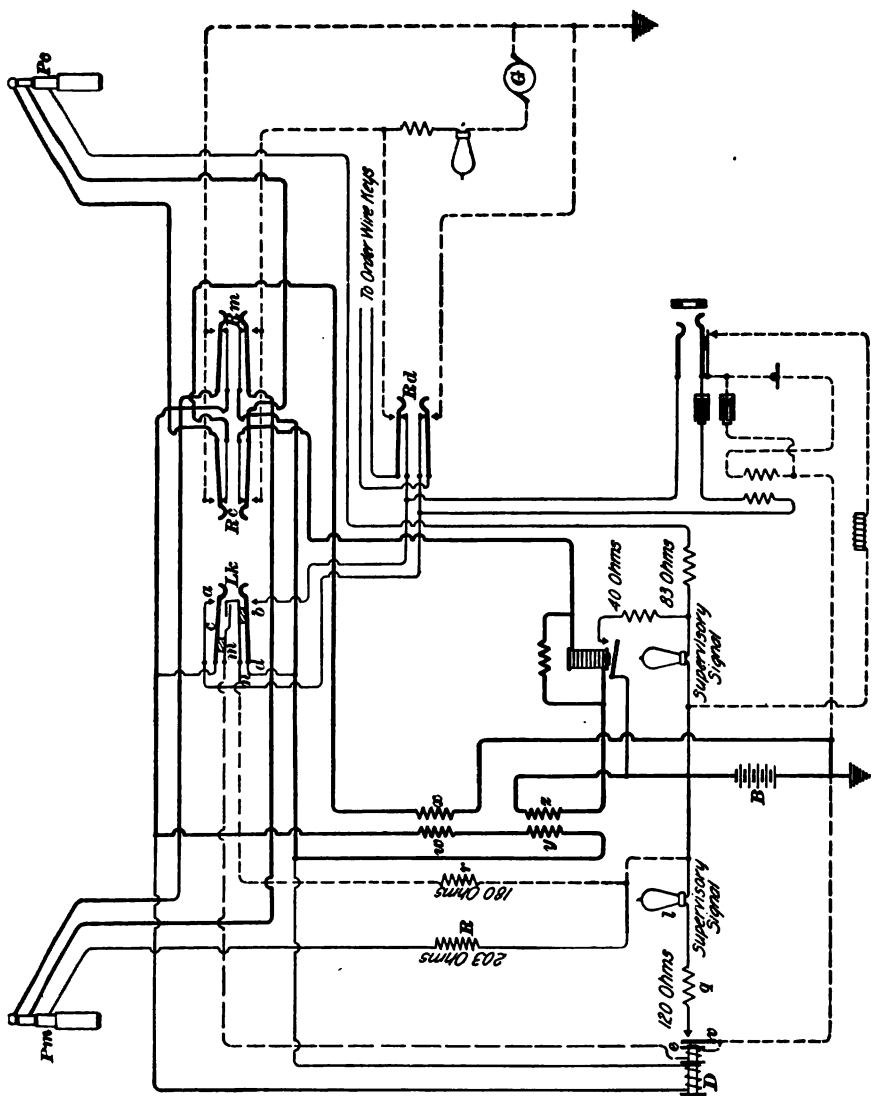 Pc
Pm
G
To Order Wire Keys
Rm
Rc
Rd
Lk
a
b
c
d
m
n
40 Ohms
83 Ohms
Supervisory
Signal
x
w
z
y
B
r
180 Ohms
R
203 Ohms
l
Supervisory
Signal
120 Ohms
q
e
v
D